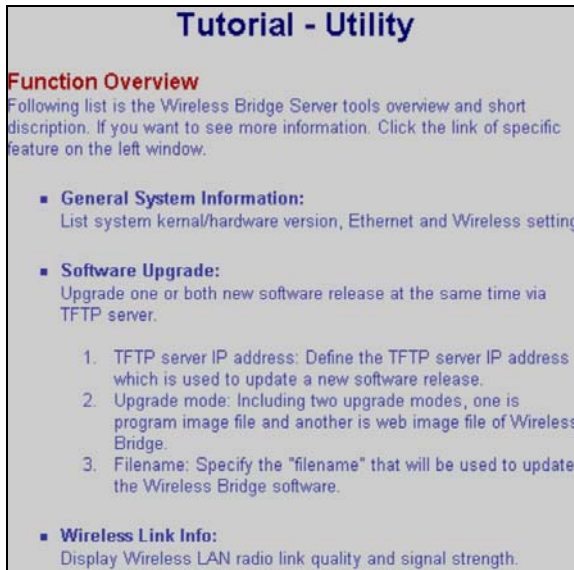 Tutorial - Utility
Function Overview
Following list is the Wireless Bridge Server tools overview and short
discription. If you want to see more information. Click the link of specific
feature on the left window.
▪ General System Information:
List system kernal/hardware version, Ethernet and Wireless setting
▪ Software Upgrade:
Upgrade one or both new software release at the same time via
TFTP server.
1. TFTP server IP address: Define the TFTP server IP address
which is used to update a new software release.
2. Upgrade mode: Including two upgrade modes, one is
program image file and another is web image file of Wireless
Bridge.
3. Filename: Specify the "filename" that will be used to update
the Wireless Bridge software.
▪ Wireless Link Info:
Display Wireless LAN radio link quality and signal strength.